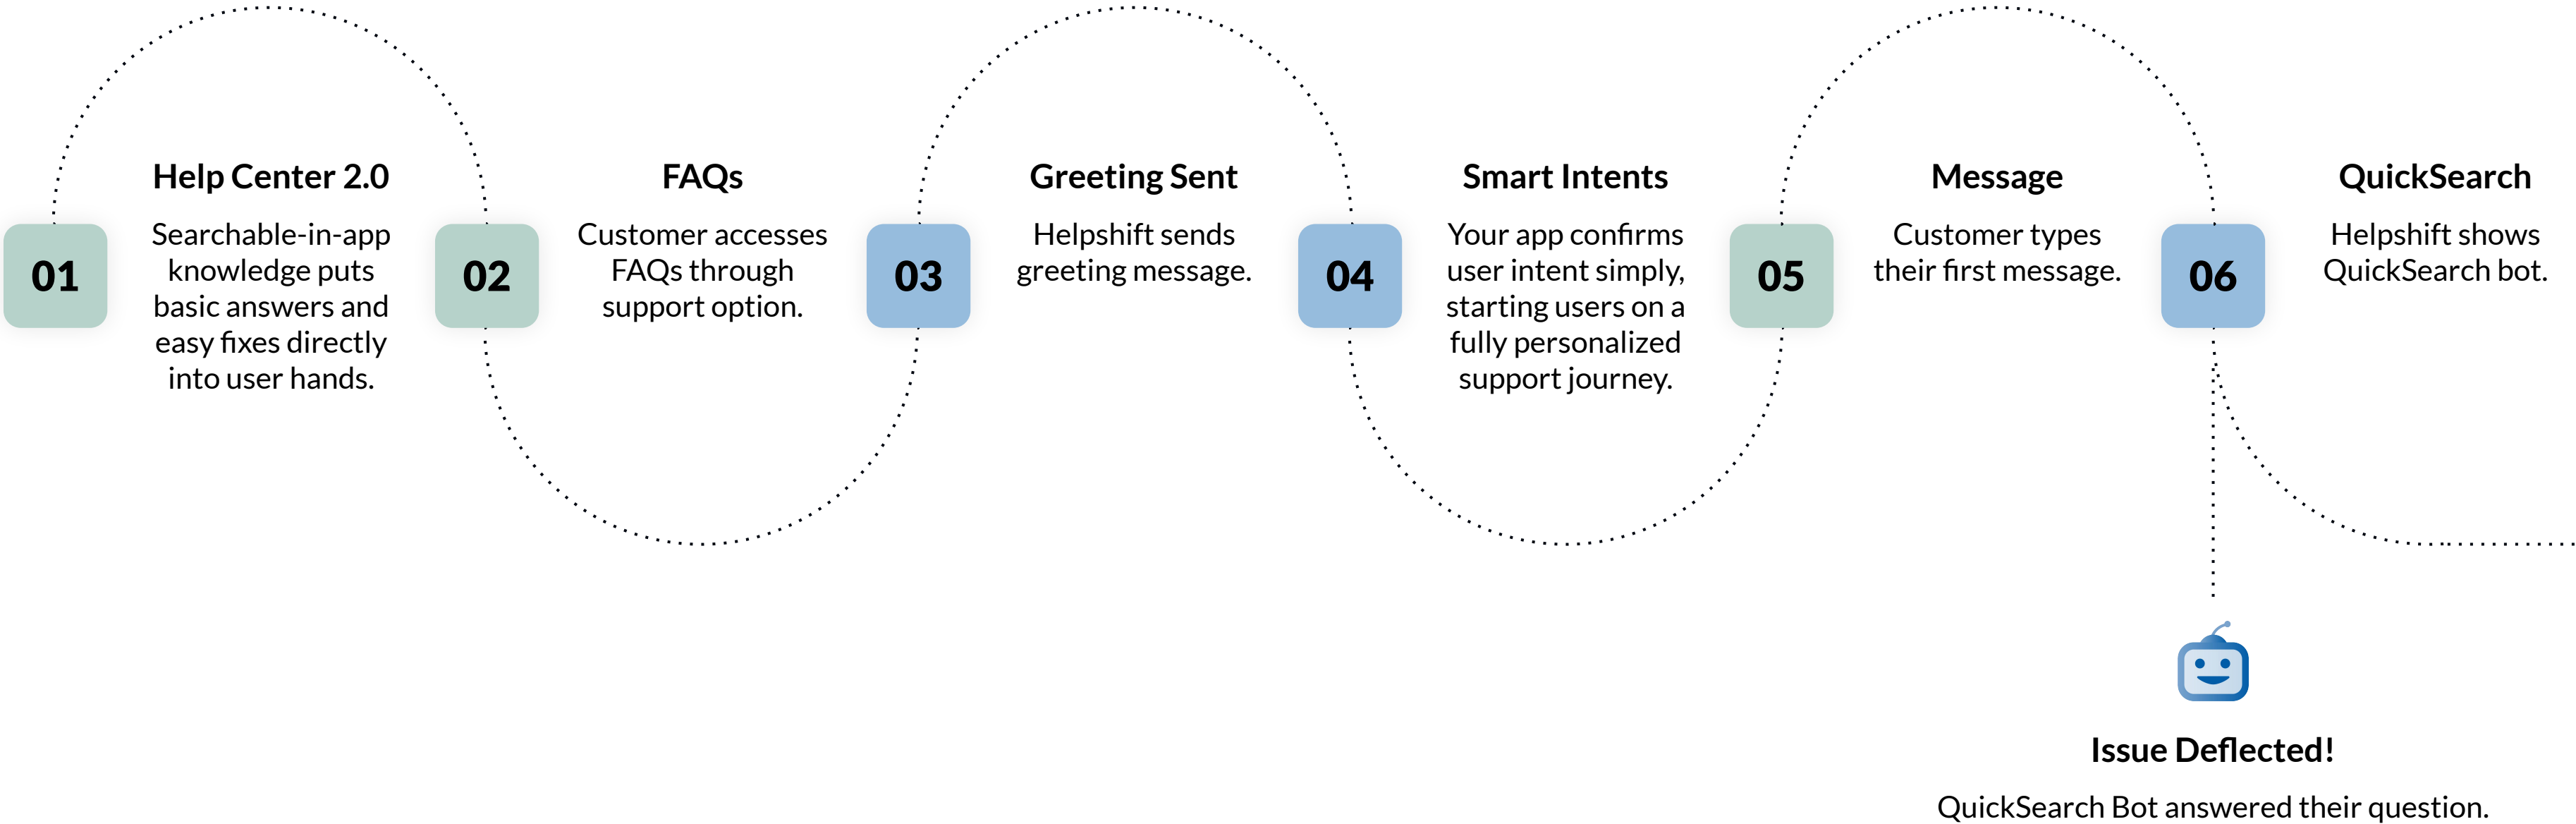 01
Help Center 2.0
Searchable-in-app
knowledge puts
basic answers and
easy fixes directly
into user hands.
02
FAQs
Customer accesses
FAQs through
support option.
03
Greeting Sent
Helpshift sends
greeting message.
04
Smart Intents
Your app confirms
user intent simply,
starting users on a
fully personalized
support journey.
05
Message
Customer types
their first message.
06
QuickSearch
Helpshift shows
QuickSearch bot.
Issue Deflected!
QuickSearch Bot answered their question.